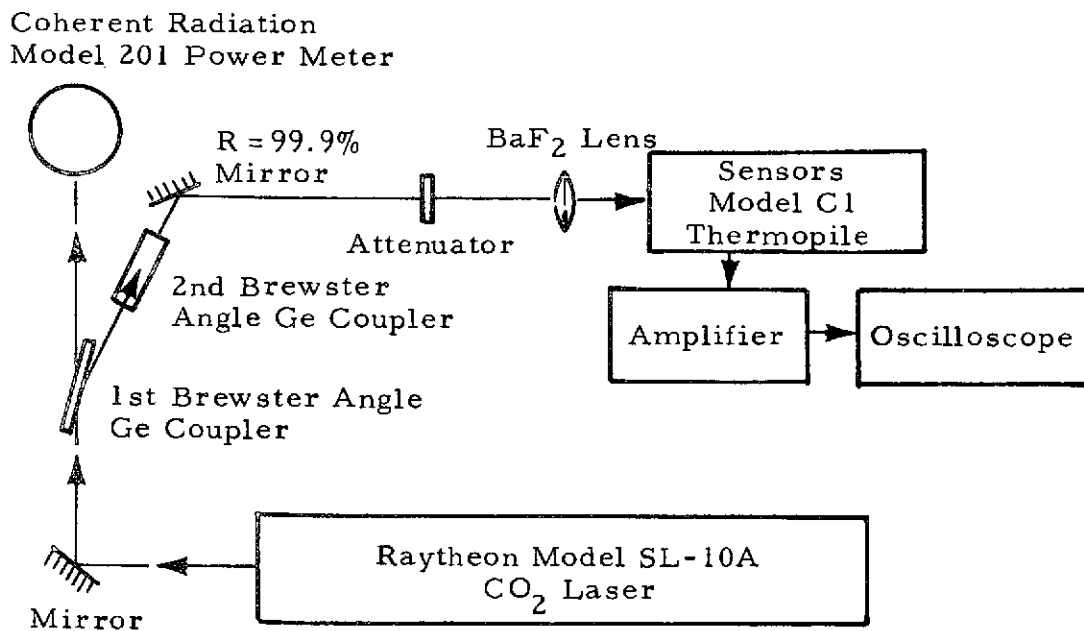 Coherent Radiation
Model 201 Power Meter
R = 99.9%
Mirror
BaF2 Lens
Sensors
Model C1
Thermopile
Attenuator
2nd Brewster
Angle Ge Coupler
Amplifier
Oscilloscope
1st Brewster Angle
Ge Coupler
Raytheon Model SL-10A
CO2 Laser
Mirror